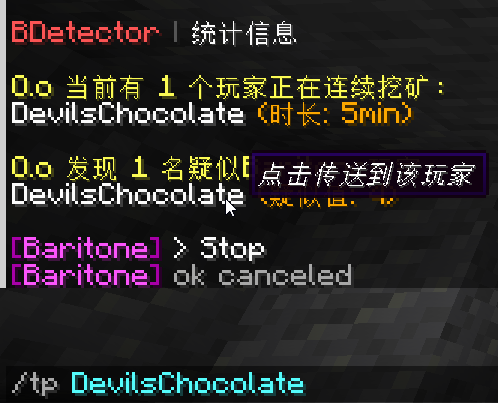 BDetector | 统计信息
O.o 当前有 1 个玩家正在连续挖矿：
DevilsChocolate (时长: 5min)
O.o 发现 1 名疑似
点击传送到该玩家
DevilsChocolate
[Baritone] > Stop
[Baritone] ok canceled
/tp DevilsChocolate